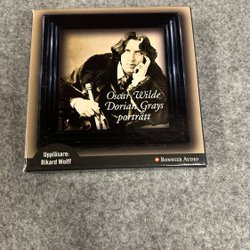 Oscar Wilde
Dorian Grays
porträtt
Uppläsare:
Rikard Wolff
BONNIER AUDIO